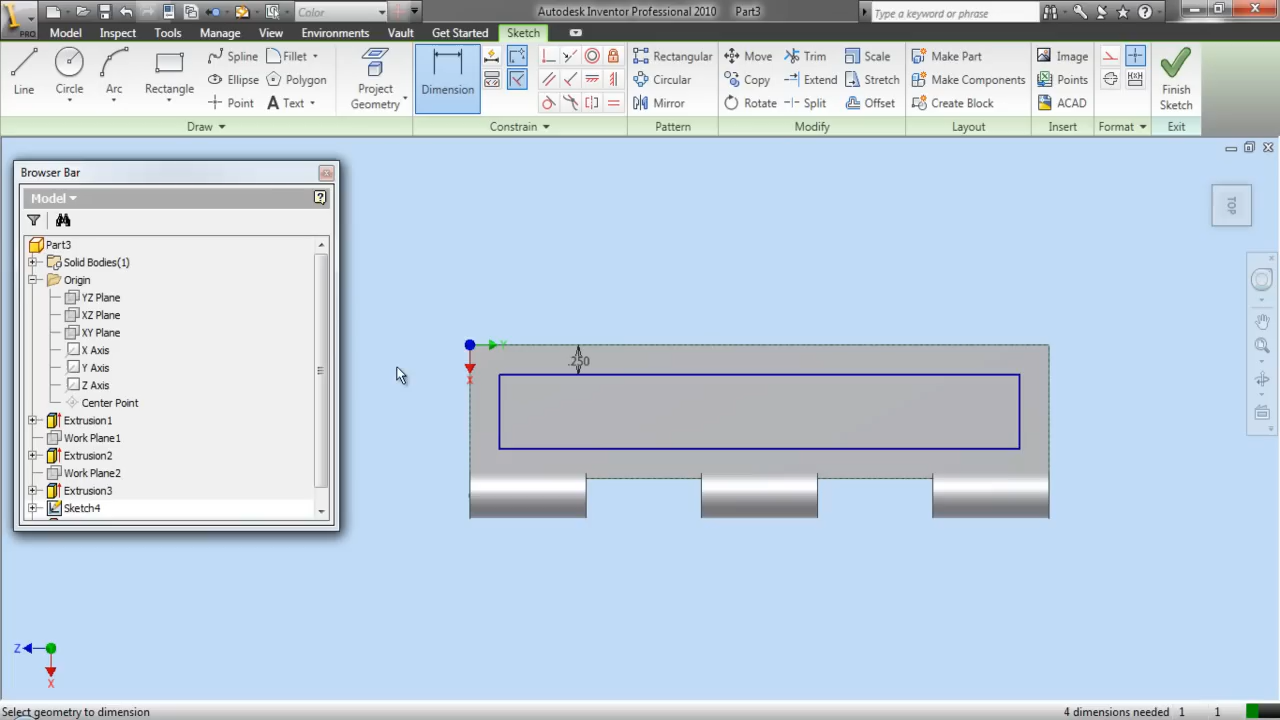 PRO
Color
Autodesk Inventor Professional 2010 Part3
Type a keyword or phrase
Model Inspect Tools Manage View Environments Vault Get Started Sketch
Line
Circle
Arc
Rectangle
Spline
Fillet
Ellipse
Polygon
Point
Text
Project
Geometry
Dimension
Rectangular
Circular
Mirror
Move
Trim
Scale
Copy
Extend
Stretch
Rotate
Split
Offset
Make Part
Make Components
Create Block
Image
Points
ACAD
Finish
Sketch
Draw Constrain Pattern Modify Layout Insert Format Exit
Browser Bar
Model
Part3
Solid Bodies(1)
Origin
YZ Plane
XZ Plane
XY Plane
X Axis
Y Axis
Z Axis
Center Point
Extrusion1
Work Plane1
Extrusion2
Work Plane2
Extrusion3
Sketch4
TOP
Y
X
.250
Z
X
Select geometry to dimension
4 dimensions needed 1 1